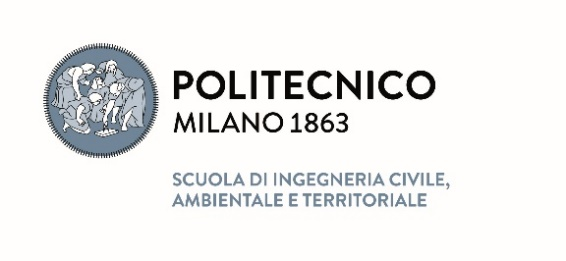 POLITECNICO
MILANO 1863
SCUOLA DI INGEGNERIA CIVILE,
AMBIENTALE E TERRITORIALE